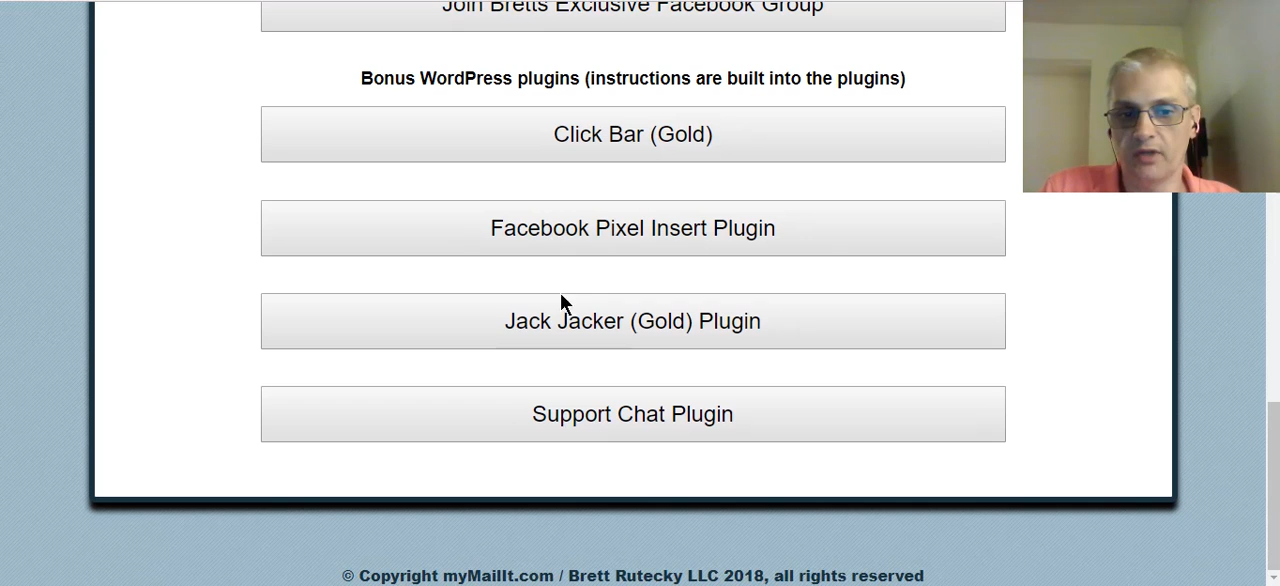 Join Bretts Exclusive Facebook Group
Bonus WordPress plugins (instructions are built into the plugins)
Click Bar (Gold)
Facebook Pixel Insert Plugin
Jack Jacker (Gold) Plugin
Support Chat Plugin
© Copyright myMailIt.com / Brett Rutecky LLC 2018, all rights reserved